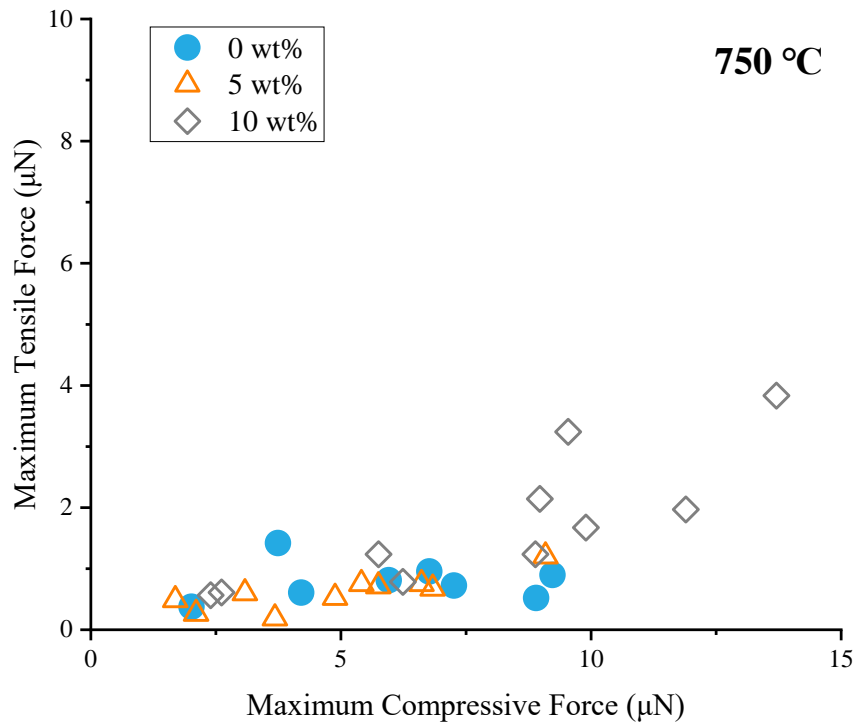 10
8
6
4
2
0
0 wt%
5 wt%
10 wt%
750 °C
Maximum Tensile Force (μN)
0
5
10
15
Maximum Compressive Force (μN)